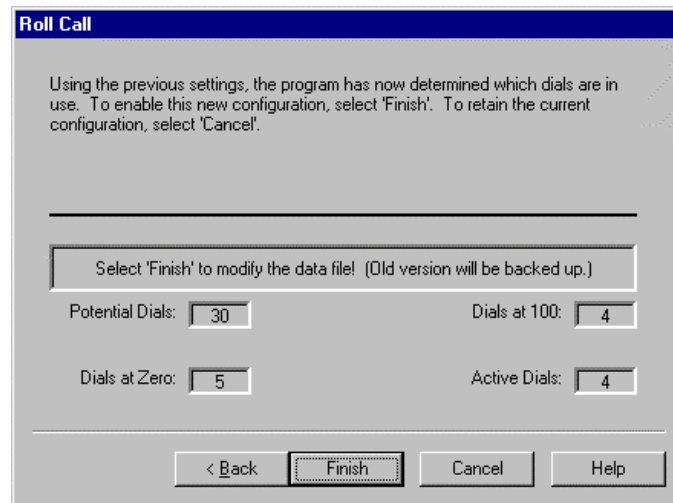 Roll Call
Using the previous settings, the program has now determined which dials are in
use. To enable this new configuration, select 'Finish'. To retain the current
configuration, select 'Cancel'.
Select 'Finish' to modify the data file! (Old version will be backed up.)
Potential Dials: 30 Dials at 100: 4
Dials at Zero: 5 Active Dials: 4
< Back Finish Cancel Help